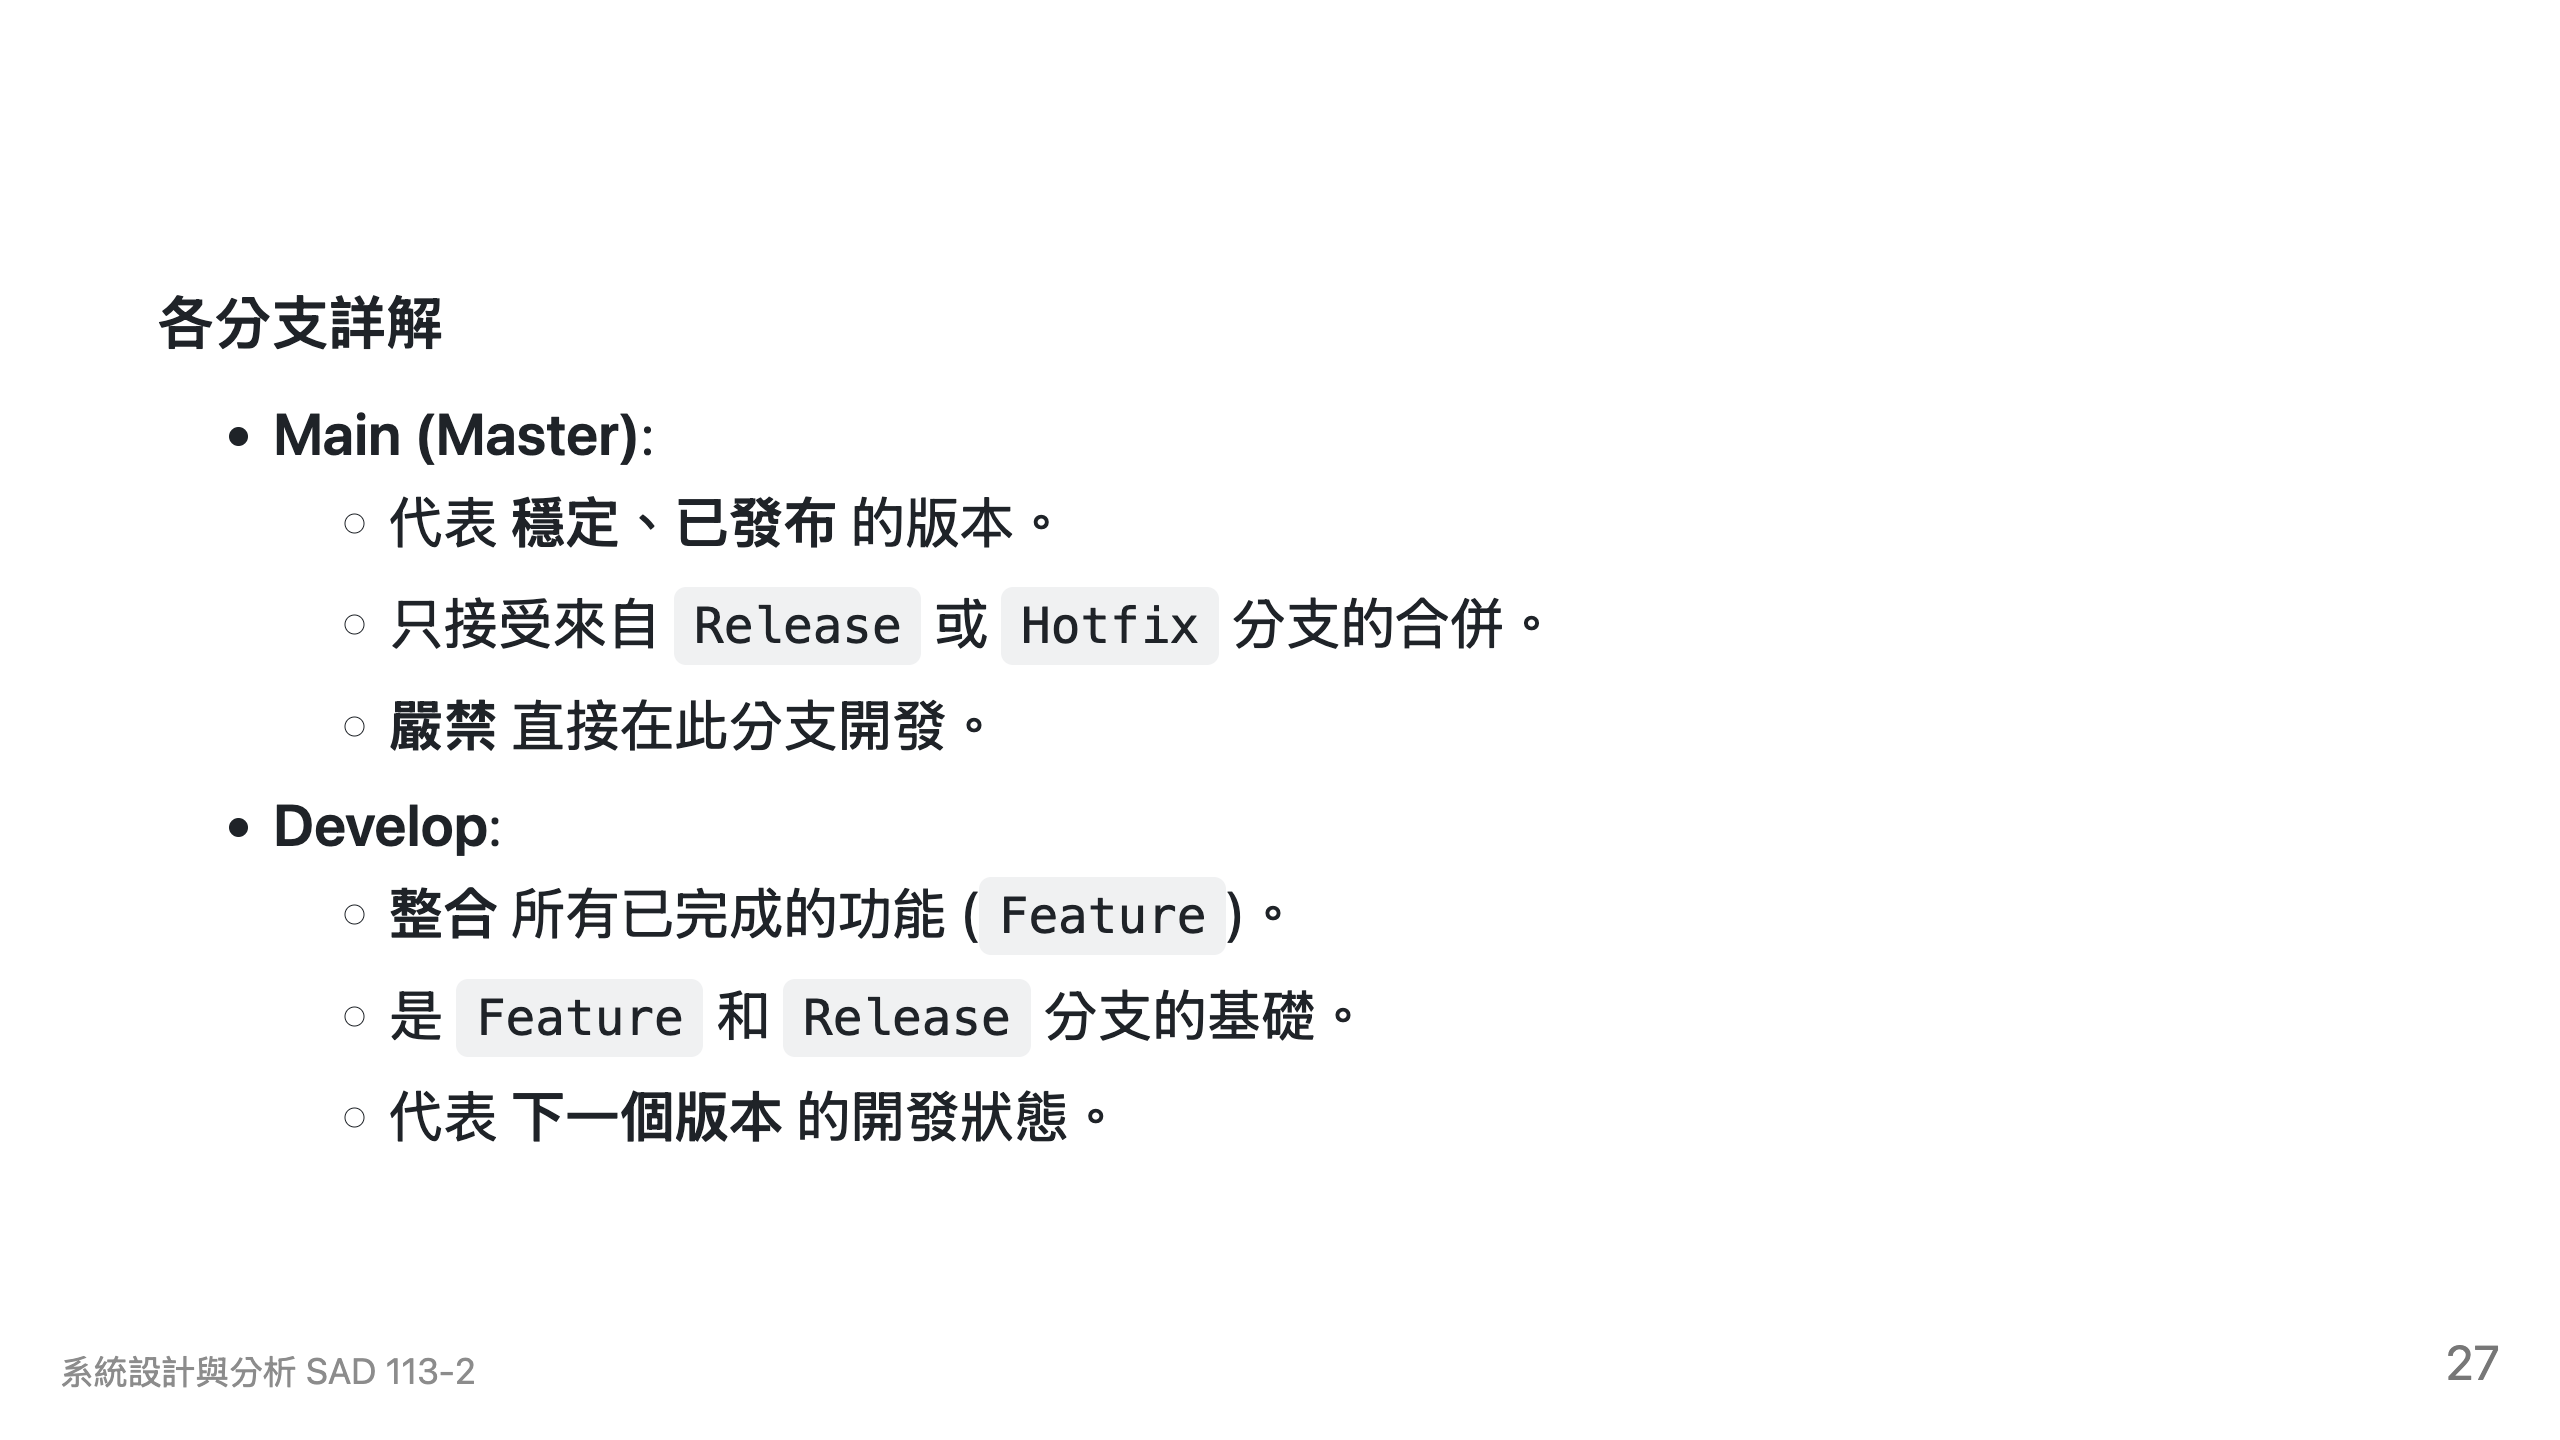 各分支詳解
• Main (Master):
○ 代表 穩定、已發布 的版本。
○ 只接受來自 Release 或 Hotfix 分支的合併。
○ 嚴禁 直接在此分支開發。
• Develop:
○ 整合 所有已完成的功能 ( Feature )。
○ 是 Feature 和 Release 分支的基礎。
○ 代表 下一個版本 的開發狀態。
系統設計與分析 SAD 113-2
27